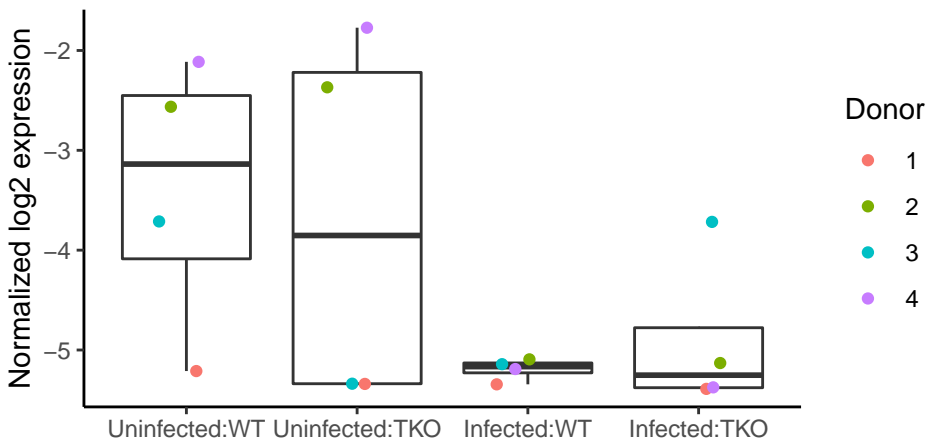 Normalized log2 expression
−2
−3
−4
−5
Uninfected:WT Uninfected:TKO Infected:WT Infected:TKO
Donor
1
2
3
4